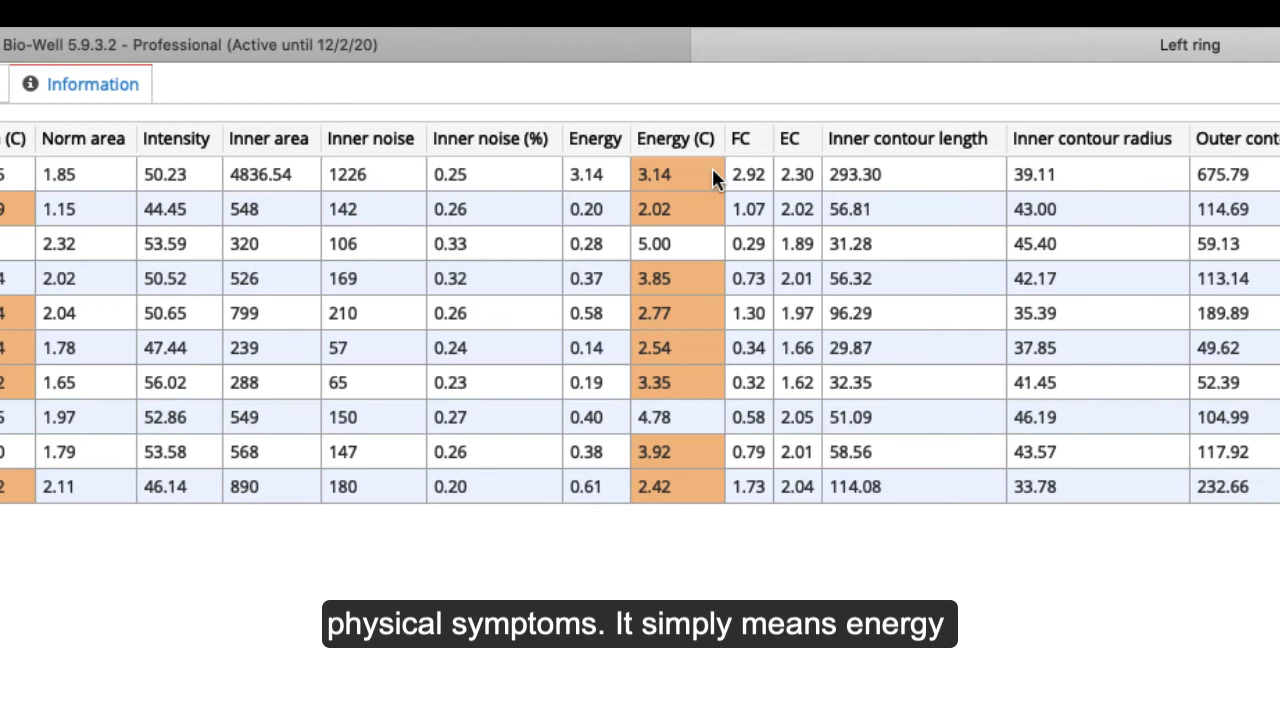 Bio-Well 5.9.3.2 - Professional (Active until 12/2/20) Left ring
Information
(C) Norm area Intensity Inner area Inner noise Inner noise (%) Energy Energy (C) FC EC Inner contour length Inner contour radius Outer cont
5 1.85 50.23 4836.54 1226 0.25 3.14 3.14 2.92 2.30 293.30 39.11 675.79
9 1.15 44.45 548 142 0.26 0.20 2.02 1.07 2.02 56.81 43.00 114.69
2.32 53.59 320 106 0.33 0.28 5.00 0.29 1.89 31.28 45.40 59.13
4 2.02 50.52 526 169 0.32 0.37 3.85 0.73 2.01 56.32 42.17 113.14
4 2.04 50.65 799 210 0.26 0.58 2.77 1.30 1.97 96.29 35.39 189.89
4 1.78 47.44 239 57 0.24 0.14 2.54 0.34 1.66 29.87 37.85 49.62
2 1.65 56.02 288 65 0.23 0.19 3.35 0.32 1.62 32.35 41.45 52.39
5 1.97 52.86 549 150 0.27 0.40 4.78 0.58 2.05 51.09 46.19 104.99
0 1.79 53.58 568 147 0.26 0.38 3.92 0.79 2.01 58.56 43.57 117.92
2 2.11 46.14 890 180 0.20 0.61 2.42 1.73 2.04 114.08 33.78 232.66
physical symptoms. It simply means energy